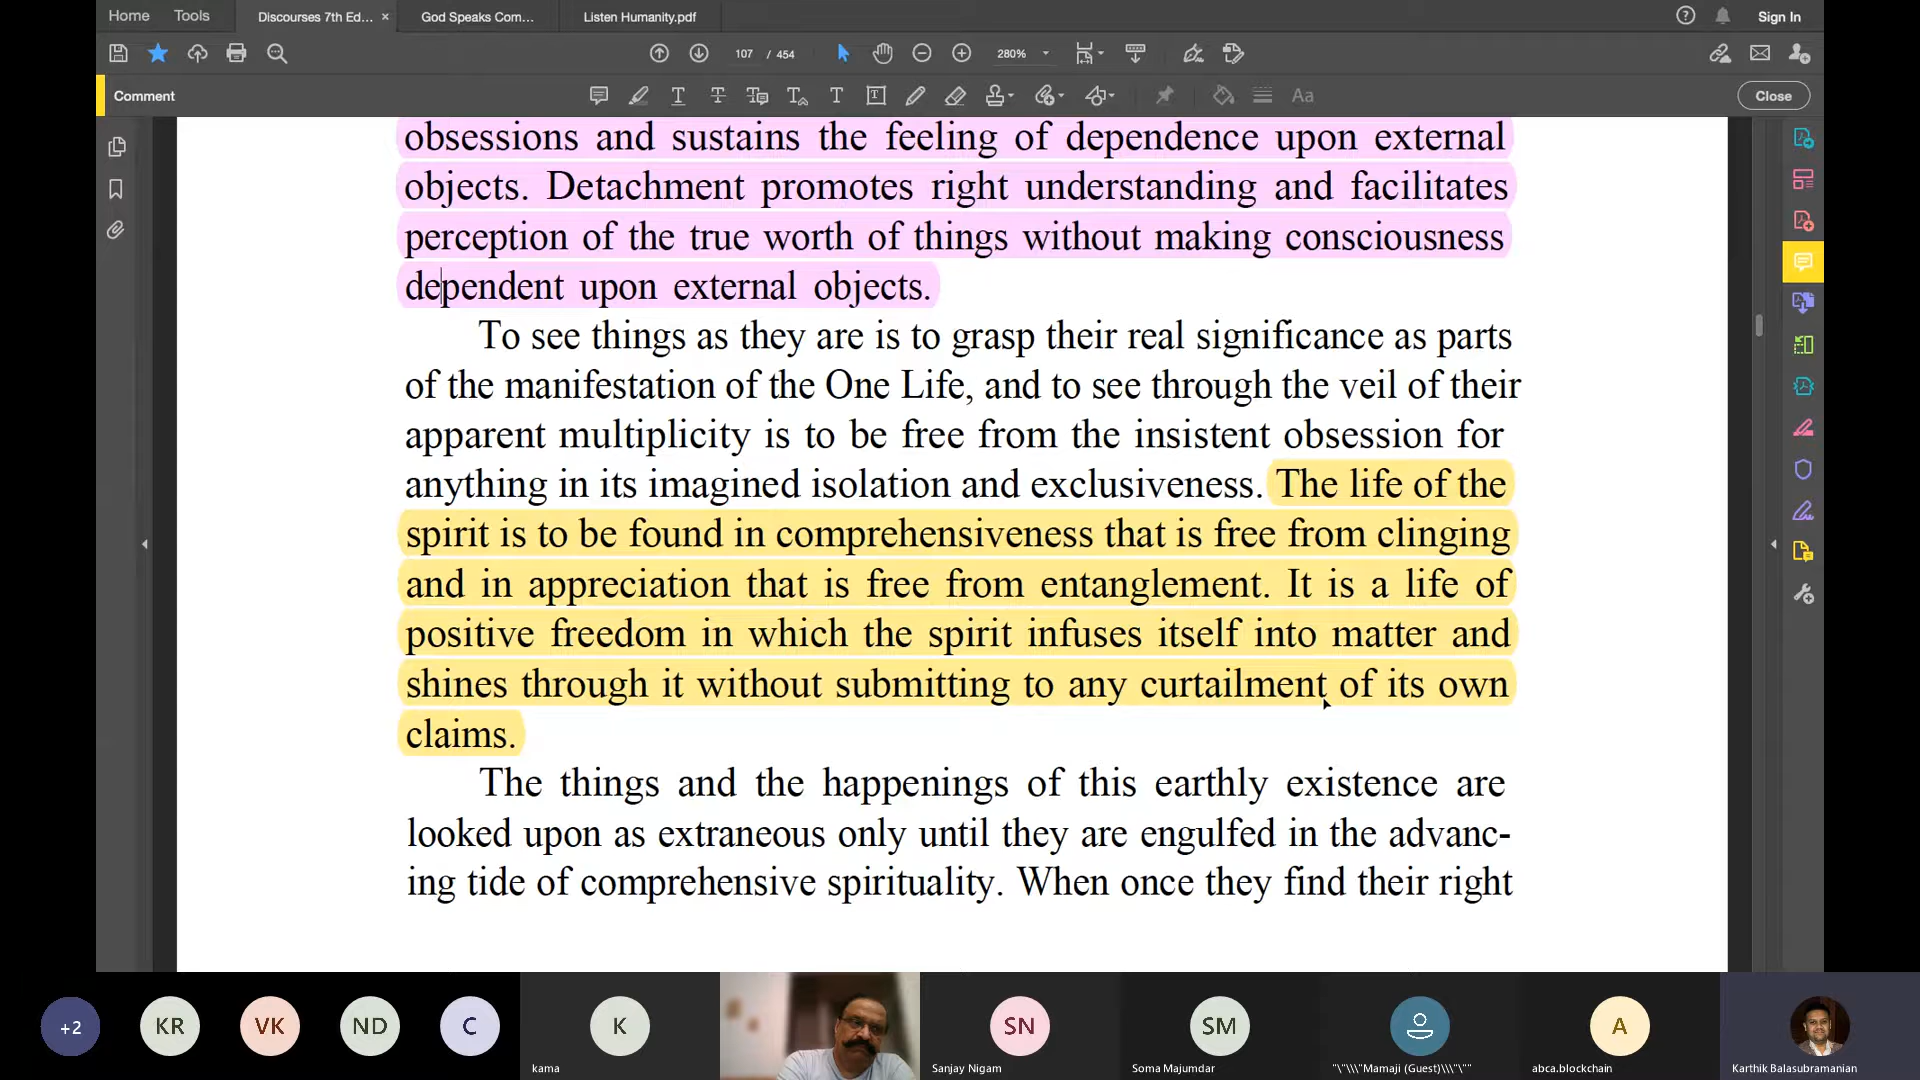 Home
Tools
Discourses 7th Ed...
×
God Speaks Com...
Listen Humanity.pdf
Sign In
107 / 454
280%
Comment
Close
obsessions and sustains the feeling of dependence upon external
objects. Detachment promotes right understanding and facilitates
perception of the true worth of things without making consciousness
dependent upon external objects.
To see things as they are is to grasp their real significance as parts
of the manifestation of the One Life, and to see through the veil of their
apparent multiplicity is to be free from the insistent obsession for
anything in its imagined isolation and exclusiveness. The life of the
spirit is to be found in comprehensiveness that is free from clinging
and in appreciation that is free from entanglement. It is a life of
positive freedom in which the spirit infuses itself into matter and
shines through it without submitting to any curtailment of its own
claims.
The things and the happenings of this earthly existence are
looked upon as extraneous only until they are engulfed in the advanc-
ing tide of comprehensive spirituality. When once they find their right
+2
KR
VK
ND
C
K
SN
SM
A
kama
Sanjay Nigam
Soma Majumdar
"\"\\\"Mamaji (Guest)\\\"\""
abca.blockchain
Karthik Balasubramanian